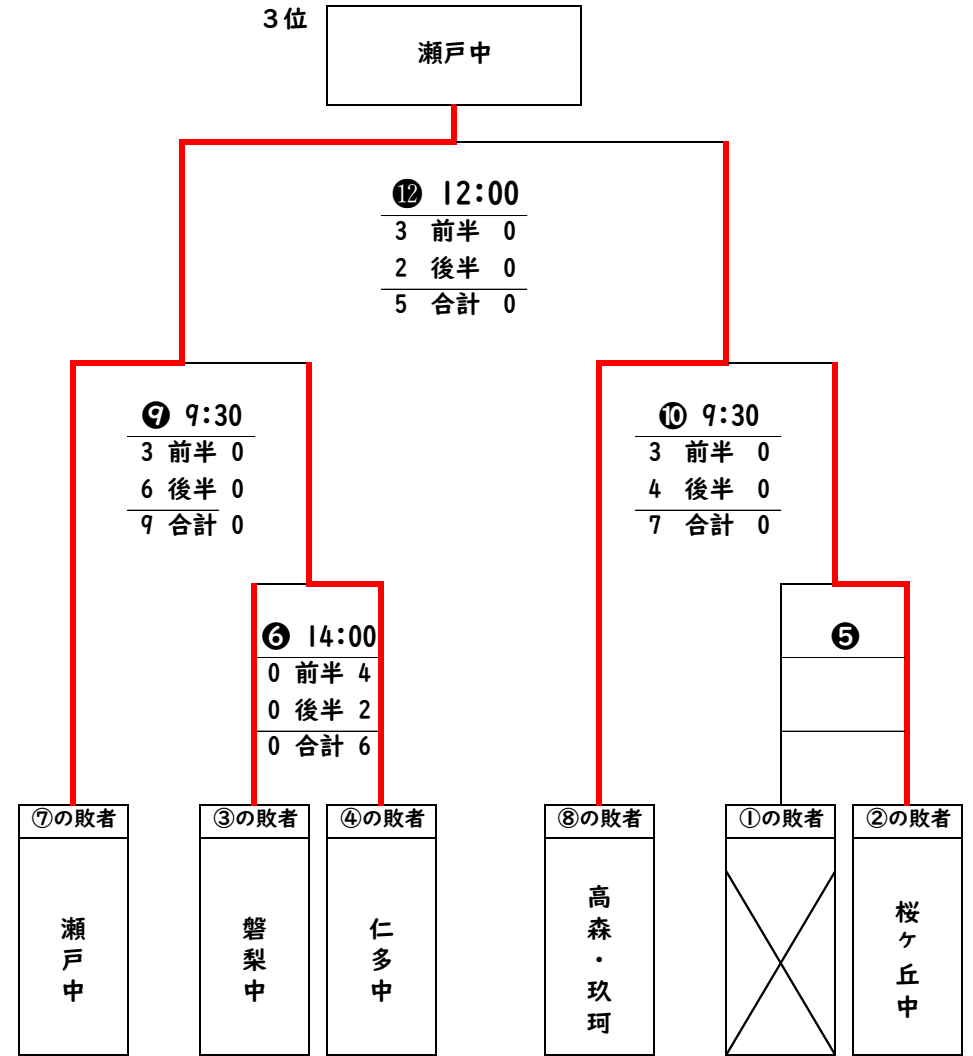 ３位
瀬戸中
⓬ 12:00
3 前半 0
2 後半 0
5 合計 0
❾ 9:30
3 前半 0
6 後半 0
9 合計 0
❿ 9:30
3 前半 0
4 後半 0
7 合計 0
❻ 14:00
0 前半 4
0 後半 2
0 合計 6
❺
⑦の敗者
③の敗者
④の敗者
⑧の敗者
①の敗者
②の敗者
瀬戸中
磐梨中
仁多中
高森・玖珂
桜ヶ丘中